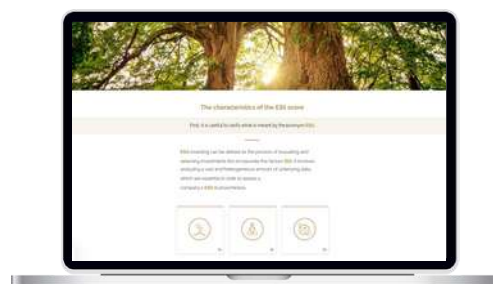 The characteristics of the ESG score
First, it is useful to clarify what is meant by the acronym ESG.
ESG investing can be defined as the process of evaluating and
selecting investments that incorporate the factors ESG. It involves
analyzing a vast and heterogeneous amount of underlying data,
which are essential in order to assess a
company's ESG score/structure.